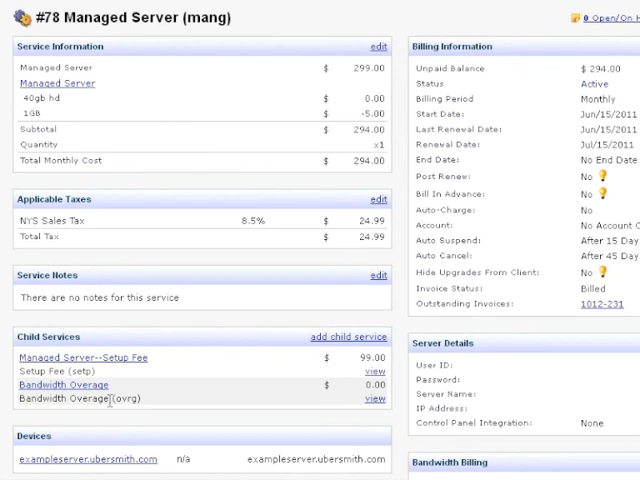 #78 Managed Server (mang)
0 Open/On H
Service Information edit
Managed Server $ 299.00
Managed Server
40gb hd $ 0.00
1GB $ -5.00
Subtotal $ 294.00
Quantity x1
Total Monthly Cost $ 294.00
Applicable Taxes edit
NYS Sales Tax 8.5% $ 24.99
Total Tax $ 24.99
Service Notes edit
There are no notes for this service
Child Services add child service
Managed Server--Setup Fee $ 99.00
Setup Fee (setp) view
Bandwidth Overage $ 0.00
Bandwidth Overage (ovrg) view
Devices
exampleserver.ubersmith.com n/a exampleserver.ubersmith.com
Billing Information
Unpaid Balance $ 294.00
Status Active
Billing Period Monthly
Start Date: Jun/15/2011
Last Renewal Date: Jun/15/2011
Renewal Date: Jul/15/2011
End Date: No End Date
Post Renew: No
Bill In Advance: No
Auto-Charge: No
Account: No Account C
Auto Suspend: After 15 Day
Auto Cancel: After 45 Day
Hide Upgrades From Client: No
Invoice Status: Billed
Outstanding Invoices: 1012-231
Server Details
User ID:
Password:
Server Name:
IP Address:
Control Panel Integration: None
Bandwidth Billing